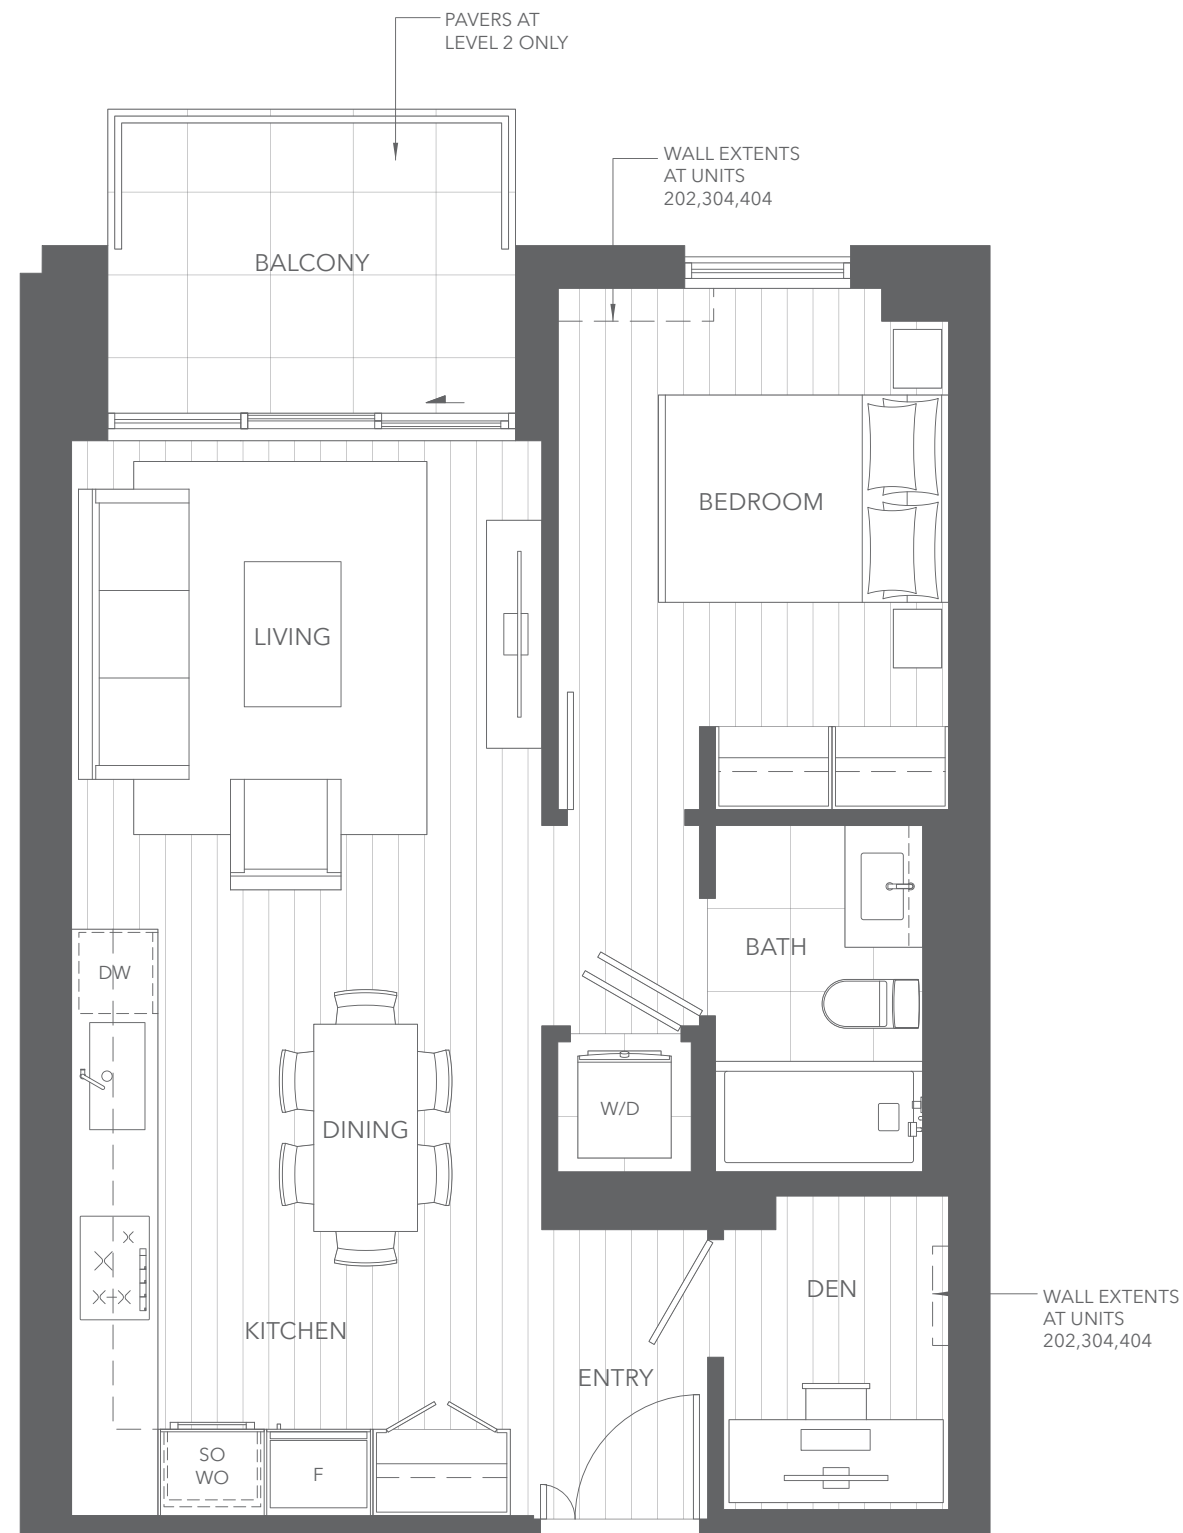 PAVERS AT
LEVEL 2 ONLY
WALL EXTENTS
AT UNITS
202,304,404
BALCONY
BEDROOM
LIVING
BATH
DW
W/D
DINING
DEN
WALL EXTENTS
AT UNITS
202,304,404
KITCHEN
ENTRY
SO
WO
F